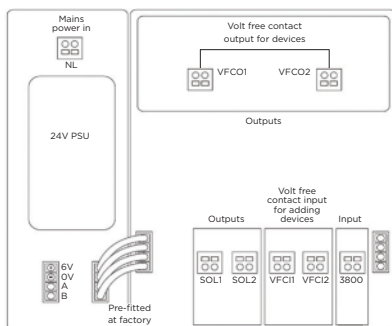 Mains
power in
NL
24V PSU
6V
0V
A
B
Pre-fitted
at factory
Volt free contact
output for devices
VFCO1
VFCO2
Outputs
Outputs
SOL1
SOL2
Volt free
contact input
for adding
devices
VFCI1
VFCI2
Input
3800